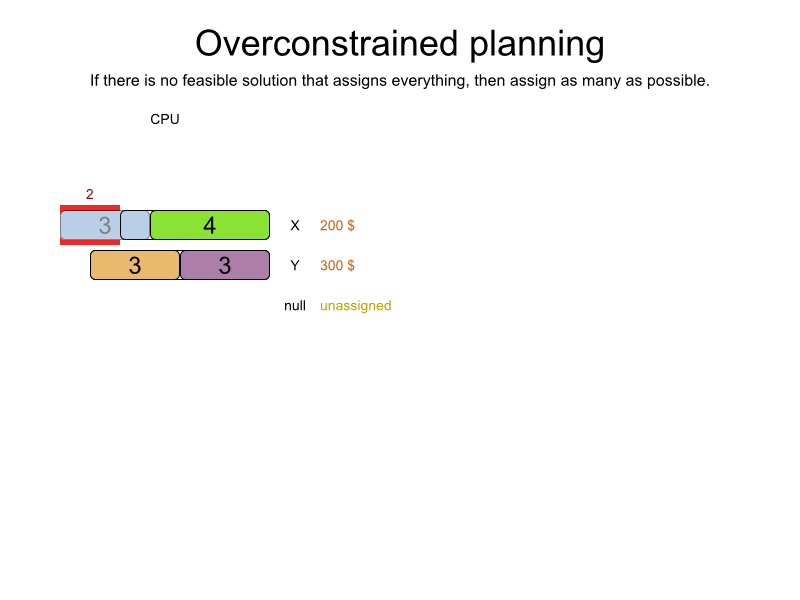 Overconstrained planning
If there is no feasible solution that assigns everything, then assign as many as possible.
CPU
2
3 4 X 200 $
3 3 Y 300 $
null unassigned